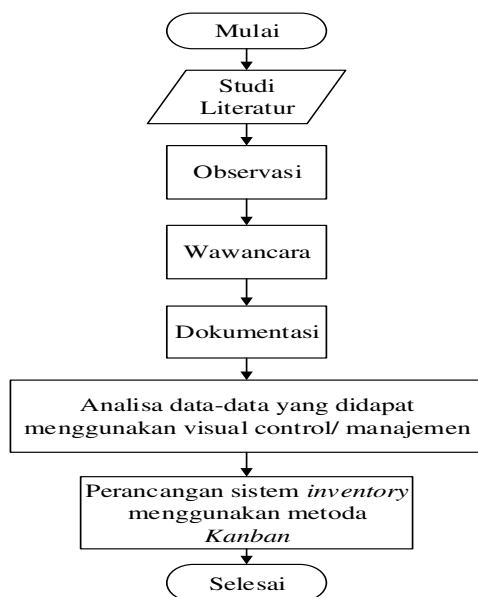 Mulai
Studi
Literatur
Observasi
Wawancara
Dokumentasi
Analisa data-data yang didapat
menggunakan visual control/ manajemen
Perancangan sistem inventory
menggunakan metoda
Kanban
Selesai